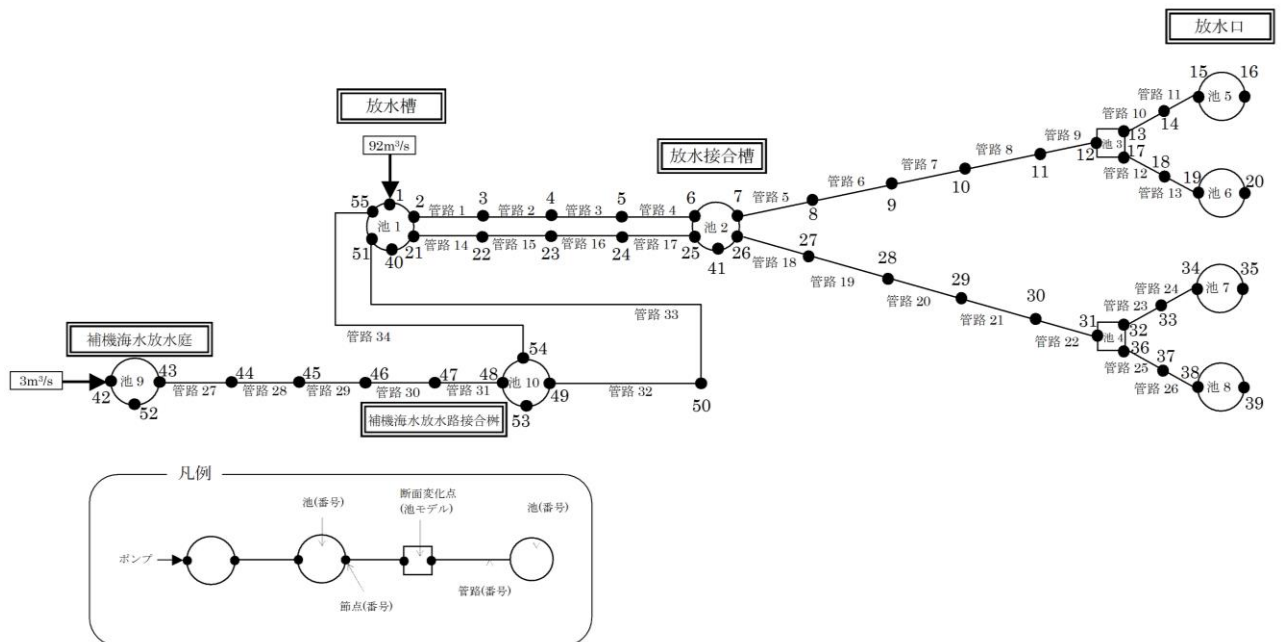 放水口
放水槽
92m³/s
放水接合槽
補機海水放水庭
3m³/s
補機海水放水路接合桝
池 1
55
1
2
51
40
21
管路 1
3
管路 2
4
管路 3
5
管路 4
6
管路 14
22
管路 15
23
管路 16
24
管路 17
25
池 2
7
26
41
管路 5
8
管路 6
9
管路 7
10
管路 8
11
管路 9
12
池 3
13
17
管路 10
14
管路 11
15
池 5
16
管路 12
18
管路 13
19
池 6
20
管路 18
27
管路 19
28
管路 20
29
管路 21
30
管路 22
31
池 4
32
36
管路 23
33
管路 24
34
池 7
35
管路 25
37
管路 26
38
池 8
39
管路 33
管路 34
42
池 9
43
52
管路 27
44
管路 28
45
管路 29
46
管路 30
47
管路 31
48
池 10
54
49
53
管路 32
50
凡例
ポンプ
池(番号)
節点(番号)
断面変化点
(池モデル)
管路(番号)
池(番号)